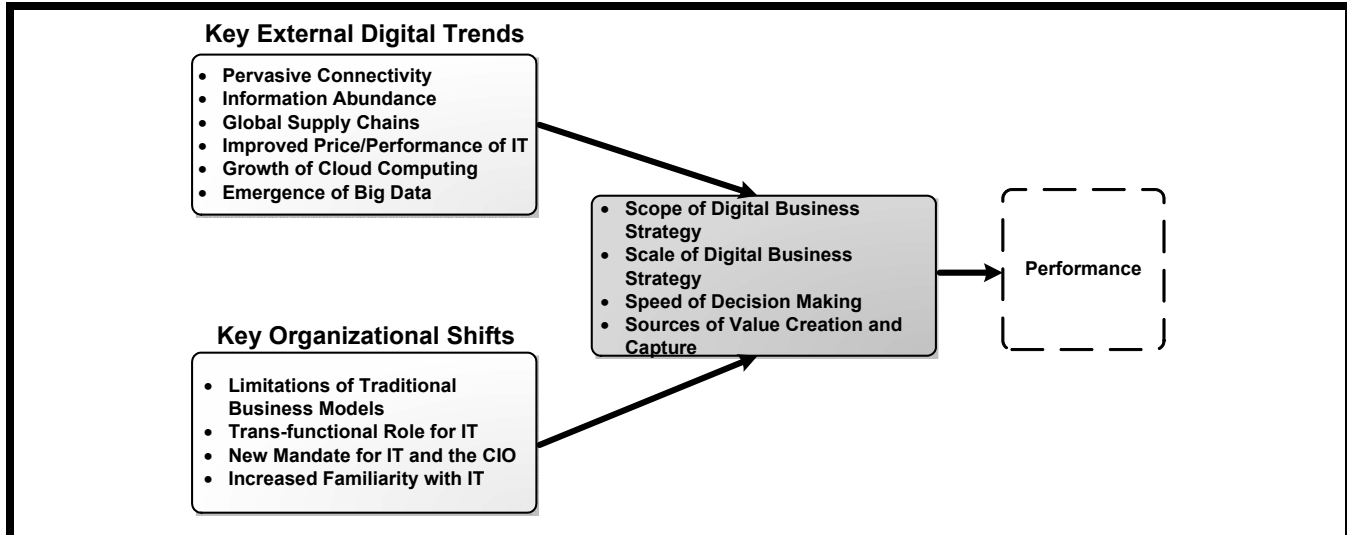 Key External Digital Trends
• Pervasive Connectivity
• Information Abundance
• Global Supply Chains
• Improved Price/Performance of IT
• Growth of Cloud Computing
• Emergence of Big Data
• Scope of Digital Business
Strategy
• Scale of Digital Business
Strategy
• Speed of Decision Making
• Sources of Value Creation and
Capture
Performance
Key Organizational Shifts
• Limitations of Traditional
Business Models
• Trans-functional Role for IT
• New Mandate for IT and the CIO
• Increased Familiarity with IT